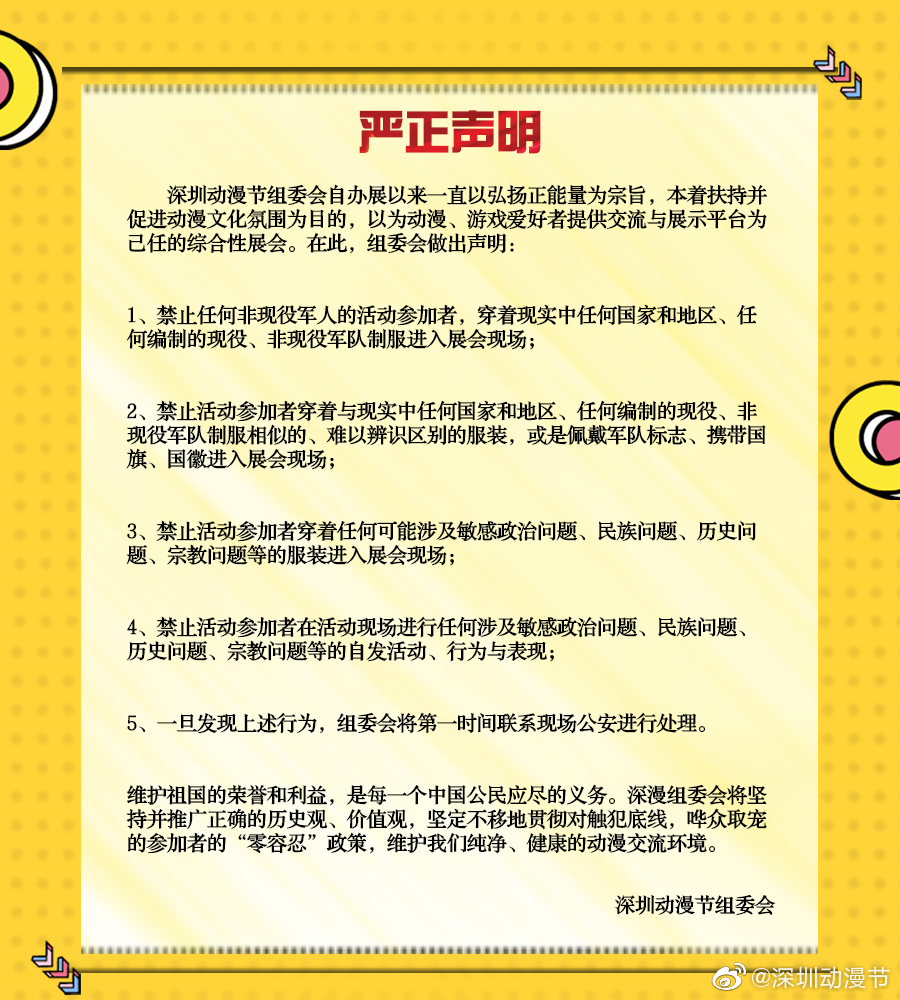 严正声明
深圳动漫节组委会自办展以来一直以弘扬正能量为宗旨，本着扶持并
促进动漫文化氛围为目的，以为动漫、游戏爱好者提供交流与展示平台为
己任的综合性展会。在此，组委会做出声明：
1、禁止任何非现役军人的活动参加者，穿着现实中任何国家和地区、任
何编制的现役、非现役军队制服进入展会现场；
2、禁止活动参加者穿着与现实中任何国家和地区、任何编制的现役、非
现役军队制服相似的、难以辨识区别的服装，或是佩戴军队标志、携带国
旗、国徽进入展会现场；
3、禁止活动参加者穿着任何可能涉及敏感政治问题、民族问题、历史问
题、宗教问题等的服装进入展会现场；
4、禁止活动参加者在活动现场进行任何涉及敏感政治问题、民族问题、
历史问题、宗教问题等的自发活动、行为与表现；
5、一旦发现上述行为，组委会将第一时间联系现场公安进行处理。
维护祖国的荣誉和利益，是每一个中国公民应尽的义务。深漫组委会将坚
持并推广正确的历史观、价值观，坚定不移地贯彻对触犯底线，哗众取宠
的参加者的“零容忍”政策，维护我们纯净、健康的动漫交流环境。
深圳动漫节组委会
@深圳动漫节